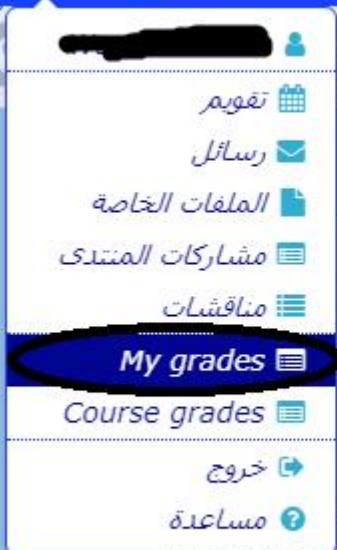 تقويم
رسائل
الملفات الخاصة
مشاركات المنتدى
مناقشات
My grades
Course grades
خروج
مساعدة